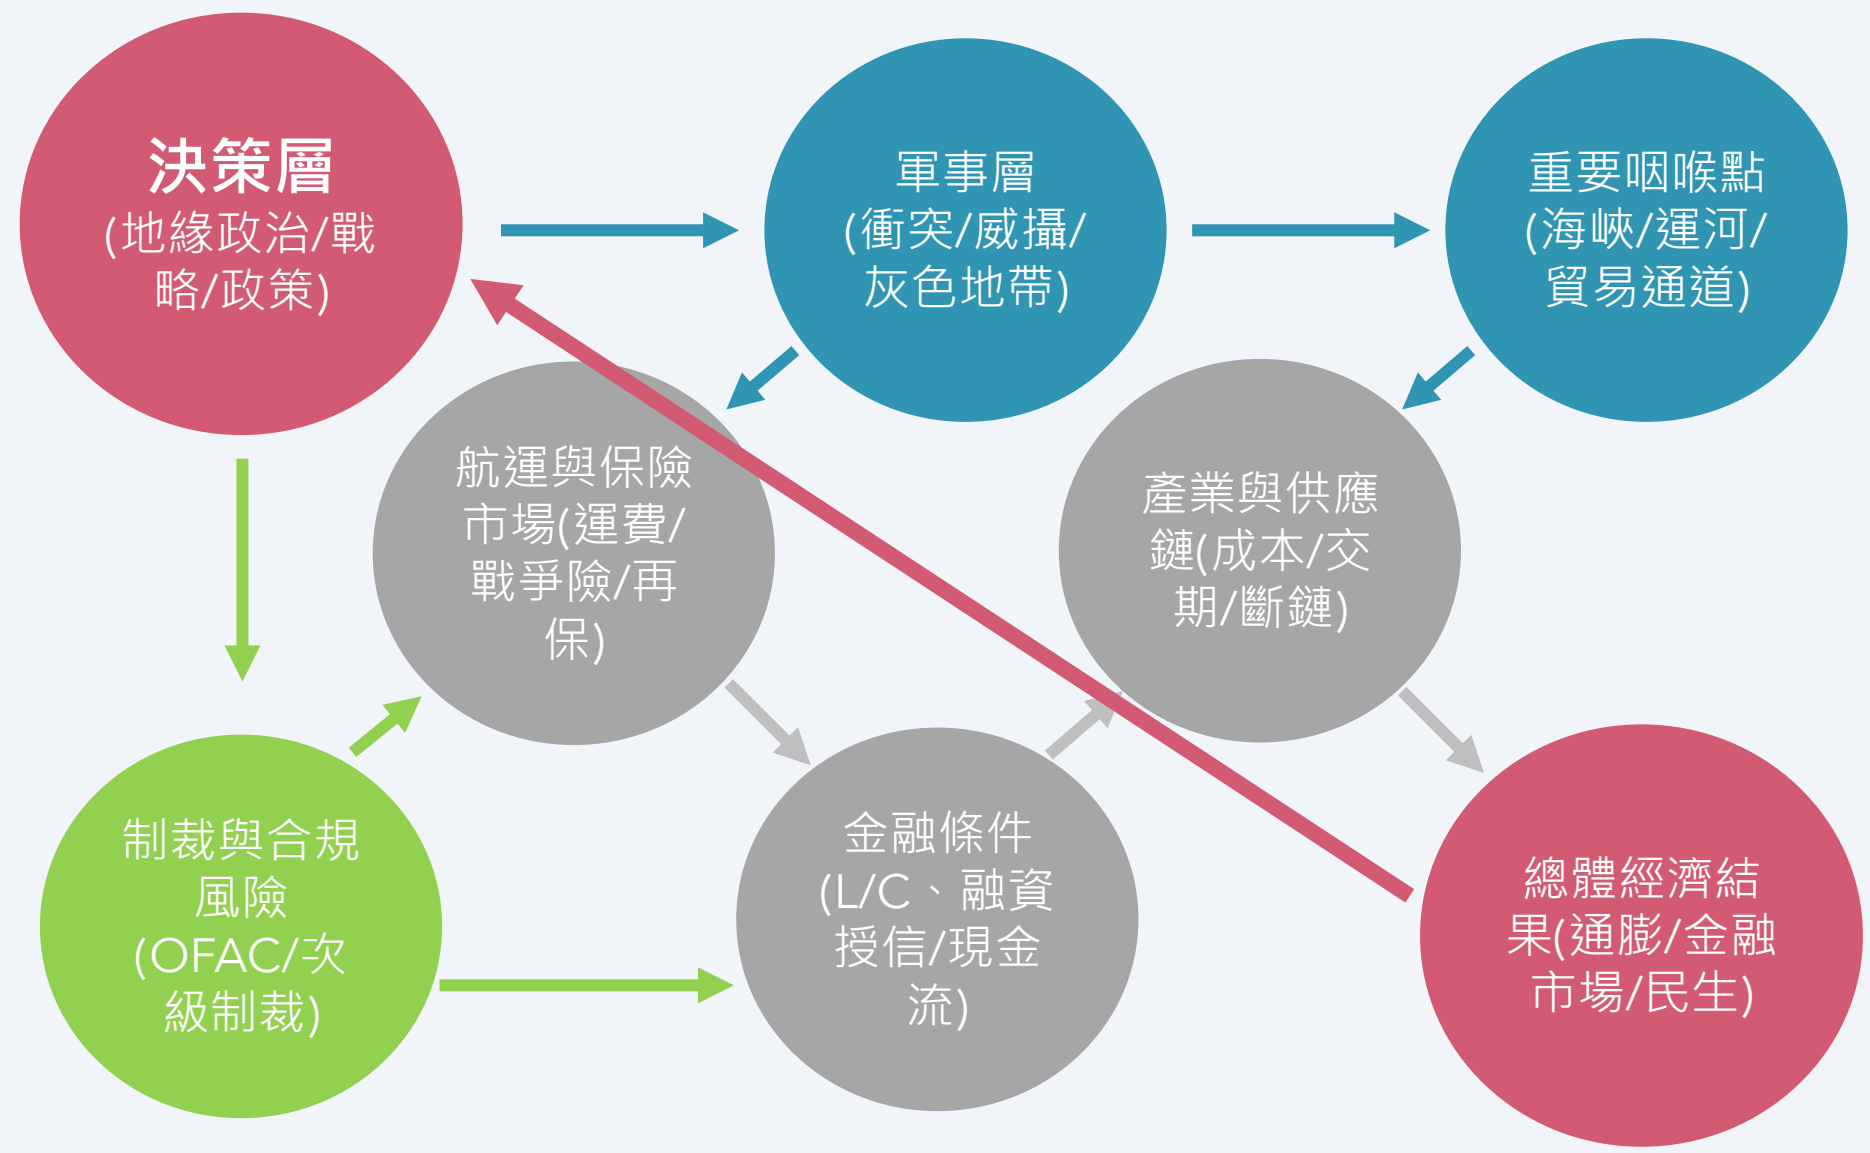 決策層
(地緣政治/戰
略/政策)
軍事層
(衝突/威攝/
灰色地帶)
重要咽喉點
(海峽/運河/
貿易通道)
航運與保險
市場(運費/
戰爭險/再
保)
產業與供應
鏈(成本/交
期/斷鏈)
制裁與合規
風險
(OFAC/次
級制裁)
金融條件
(L/C、融資
授信/現金
流)
總體經濟結
果(通膨/金融
市場/民生)